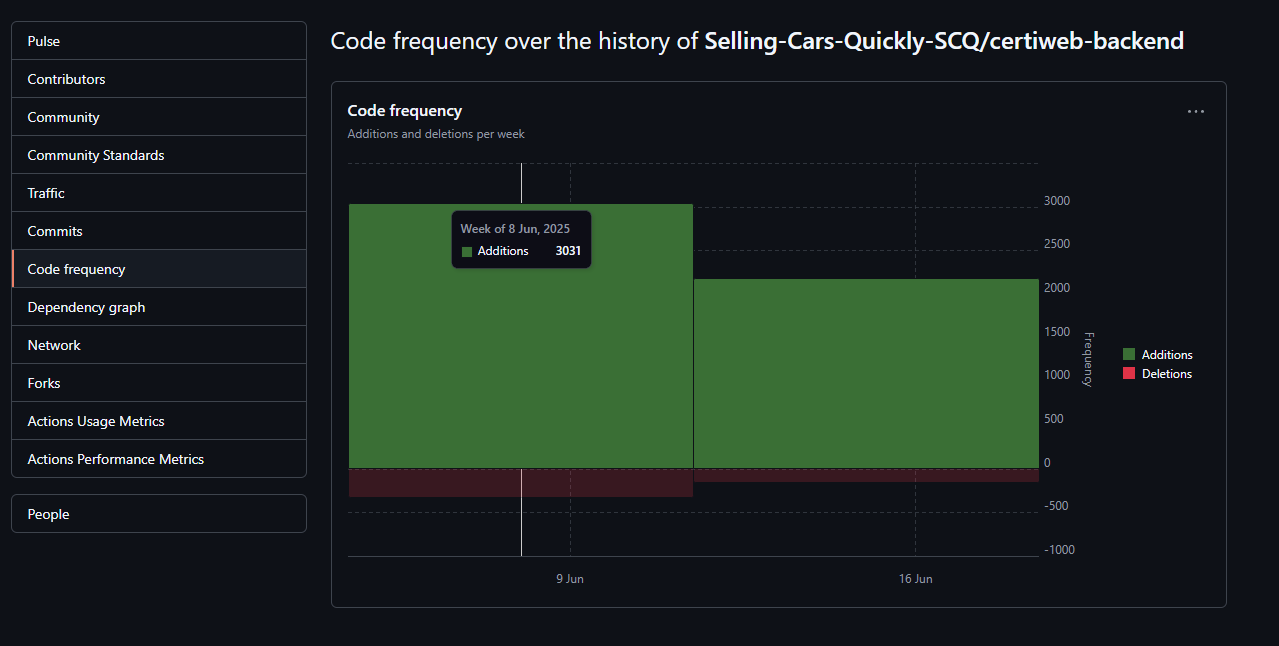 Pulse
Contributors
Community
Community Standards
Traffic
Commits
Code frequency
Dependency graph
Network
Forks
Actions Usage Metrics
Actions Performance Metrics
People
Code frequency over the history of Selling-Cars-Quickly-SCQ/certiweb-backend
Code frequency
Additions and deletions per week
Week of 8 Jun, 2025
Additions 3031
3000
2500
2000
1500
1000
500
0
-500
-1000
Frequency
9 Jun 16 Jun
Additions
Deletions